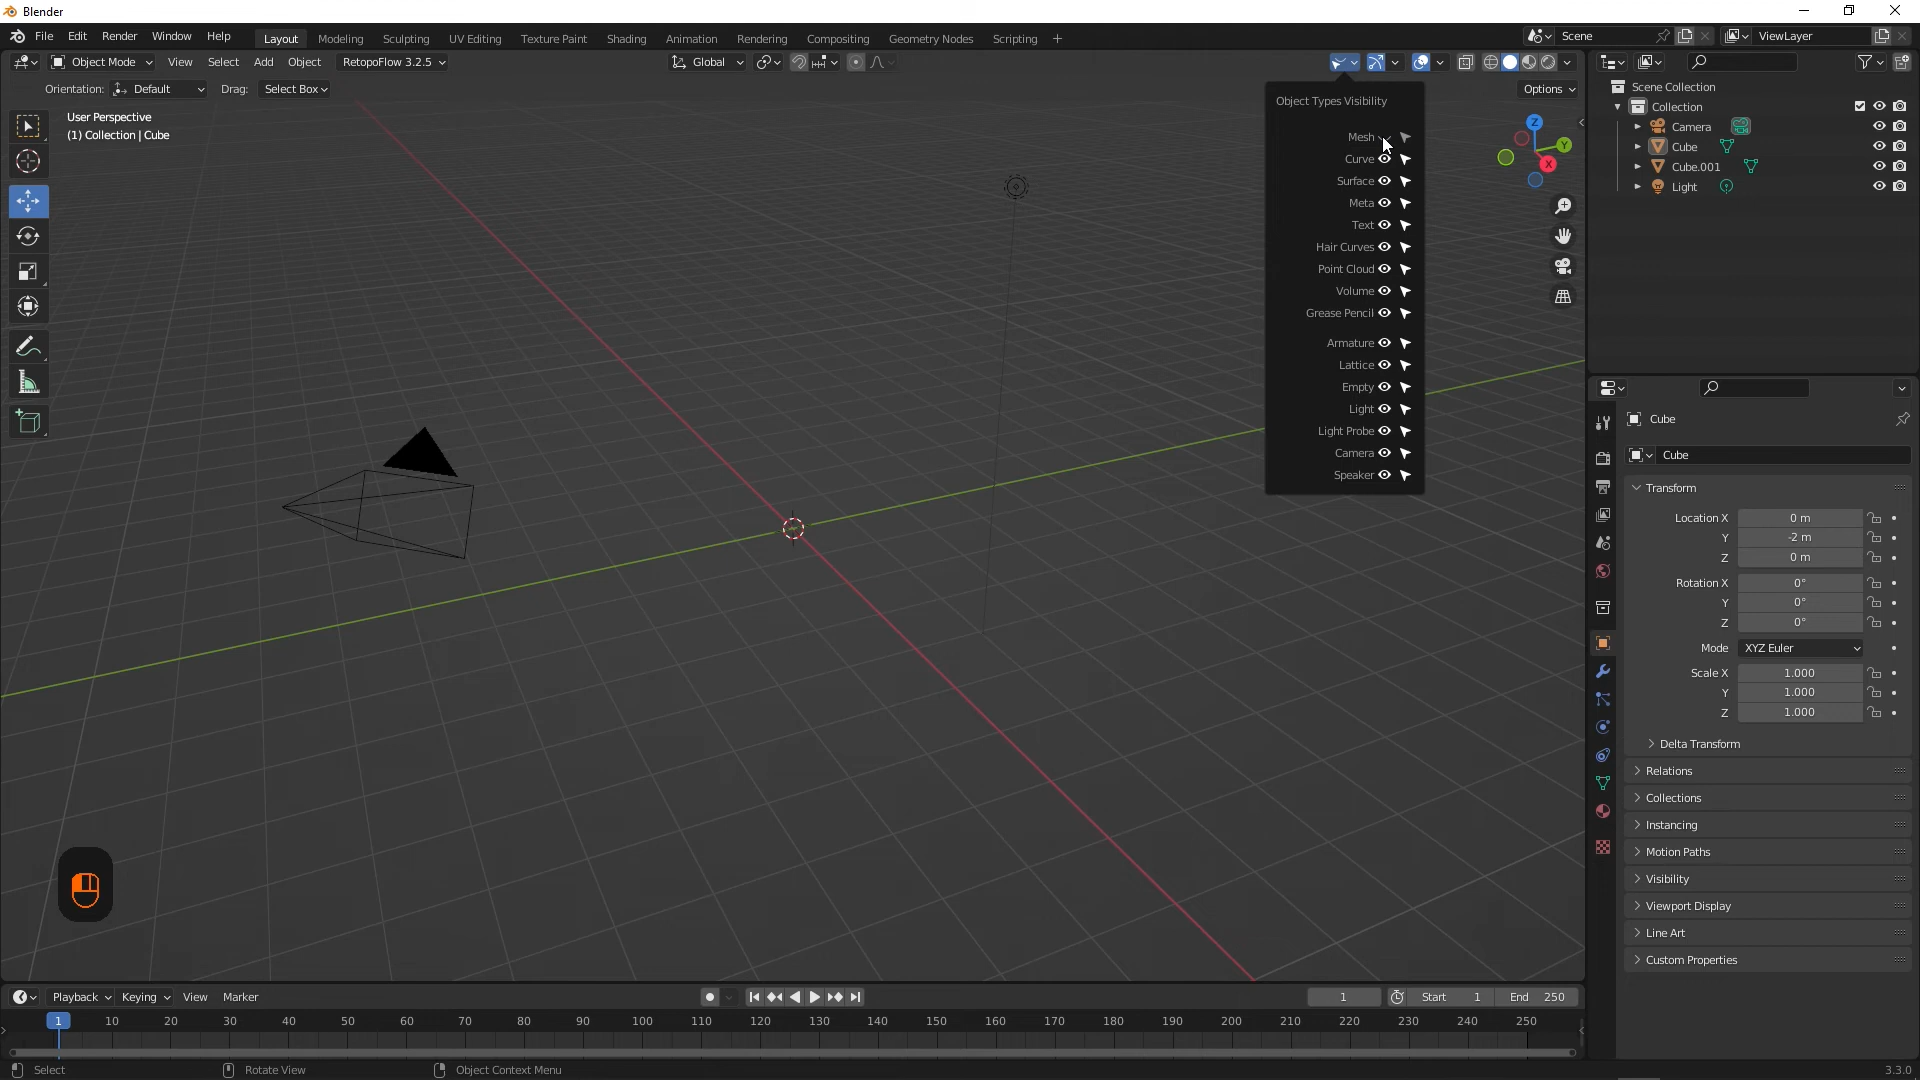 Blender
File Edit Render Window Help Layout Modeling Sculpting UV Editing Texture Paint Shading Animation Rendering Compositing Geometry Nodes Scripting + Scene ViewLayer
Object Mode View Select Add Object RetopoFlow 3.2.5 Global
Orientation: Default Drag: Select Box Options
User Perspective
(1) Collection | Cube
Object Types Visibility
Mesh
Curve
Surface
Meta
Text
Hair Curves
Point Cloud
Volume
Grease Pencil
Armature
Lattice
Empty
Light
Light Probe
Camera
Speaker
Z
Y
X
Scene Collection
Collection
Camera
Cube
Cube.001
Light
Cube
Cube
Transform
Location X 0 m
Y -2 m
Z 0 m
Rotation X 0°
Y 0°
Z 0°
Mode XYZ Euler
Scale X 1.000
Y 1.000
Z 1.000
Delta Transform
Relations
Collections
Instancing
Motion Paths
Visibility
Viewport Display
Line Art
Custom Properties
Playback Keying View Marker 1 Start 1 End 250
1 10 20 30 40 50 60 70 80 90 100 110 120 130 140 150 160 170 180 190 200 210 220 230 240 250
Select Rotate View Object Context Menu 3.3.0